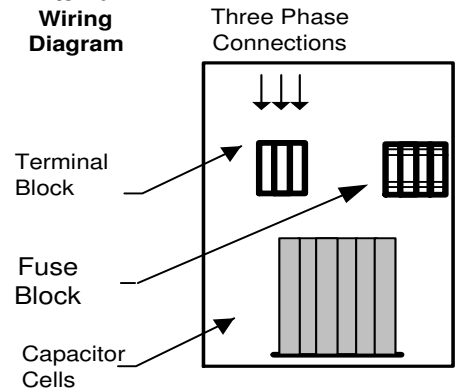 Wiring
Diagram
Three Phase
Connections
Terminal
Block
Fuse
Block
Capacitor
Cells